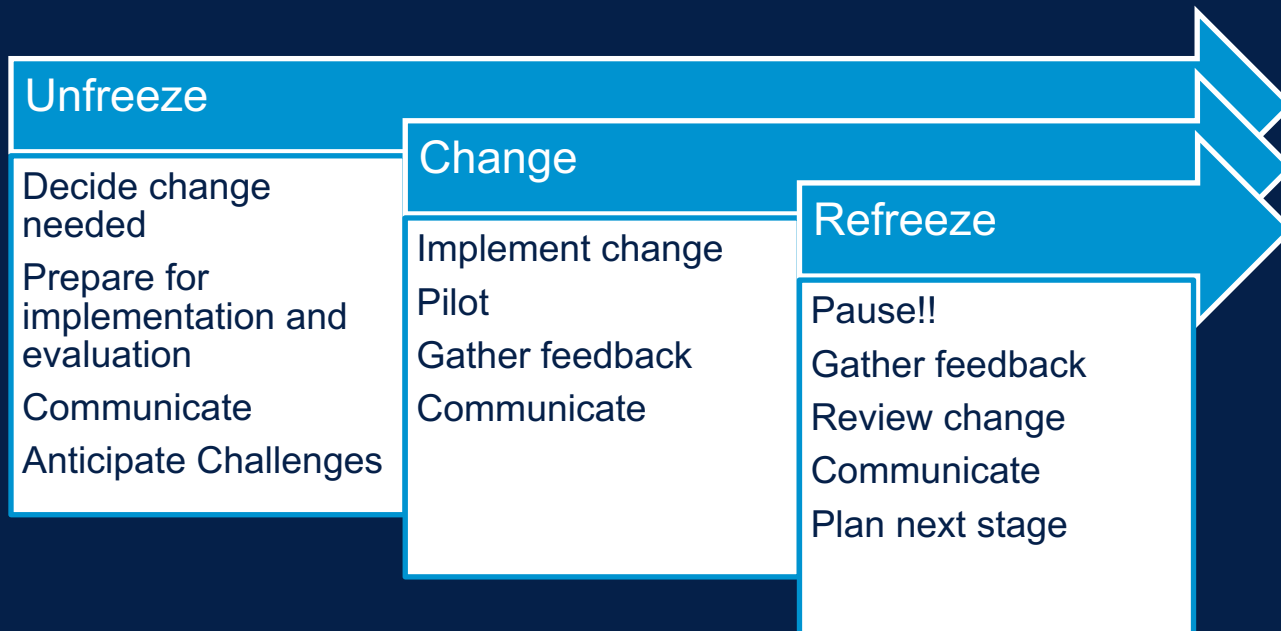 Unfreeze
Decide change
needed
Prepare for
implementation and
evaluation
Communicate
Anticipate Challenges
Change
Implement change
Pilot
Gather feedback
Communicate
Refreeze
Pause!!
Gather feedback
Review change
Communicate
Plan next stage